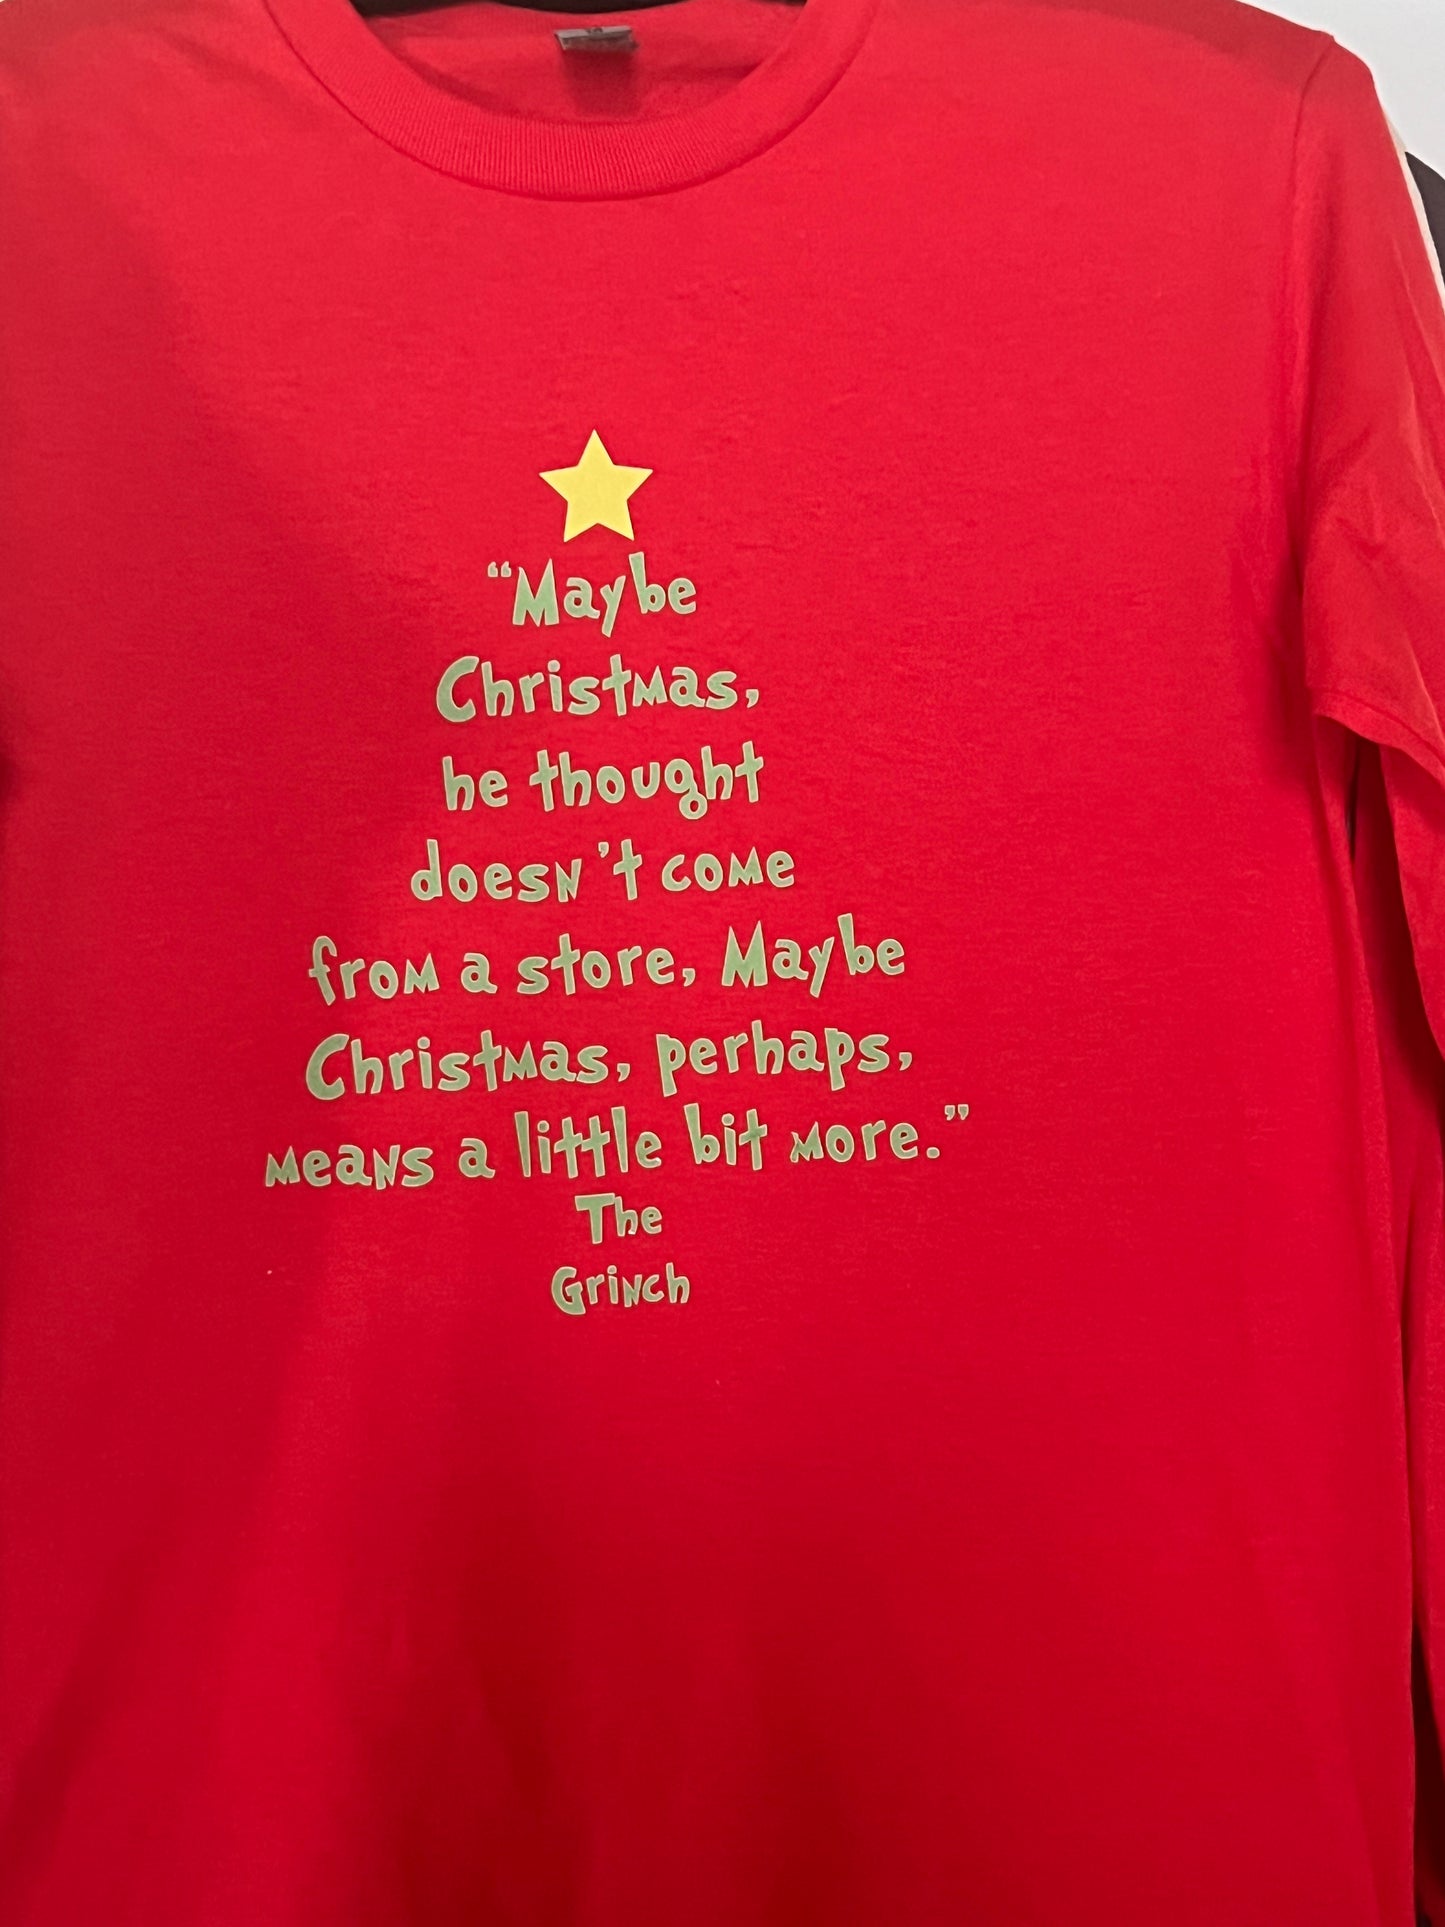 “Maybe
Christmas,
he thought
doesn't come
from a store, Maybe
Christmas, perhaps,
means a little bit more.”
The
Grinch